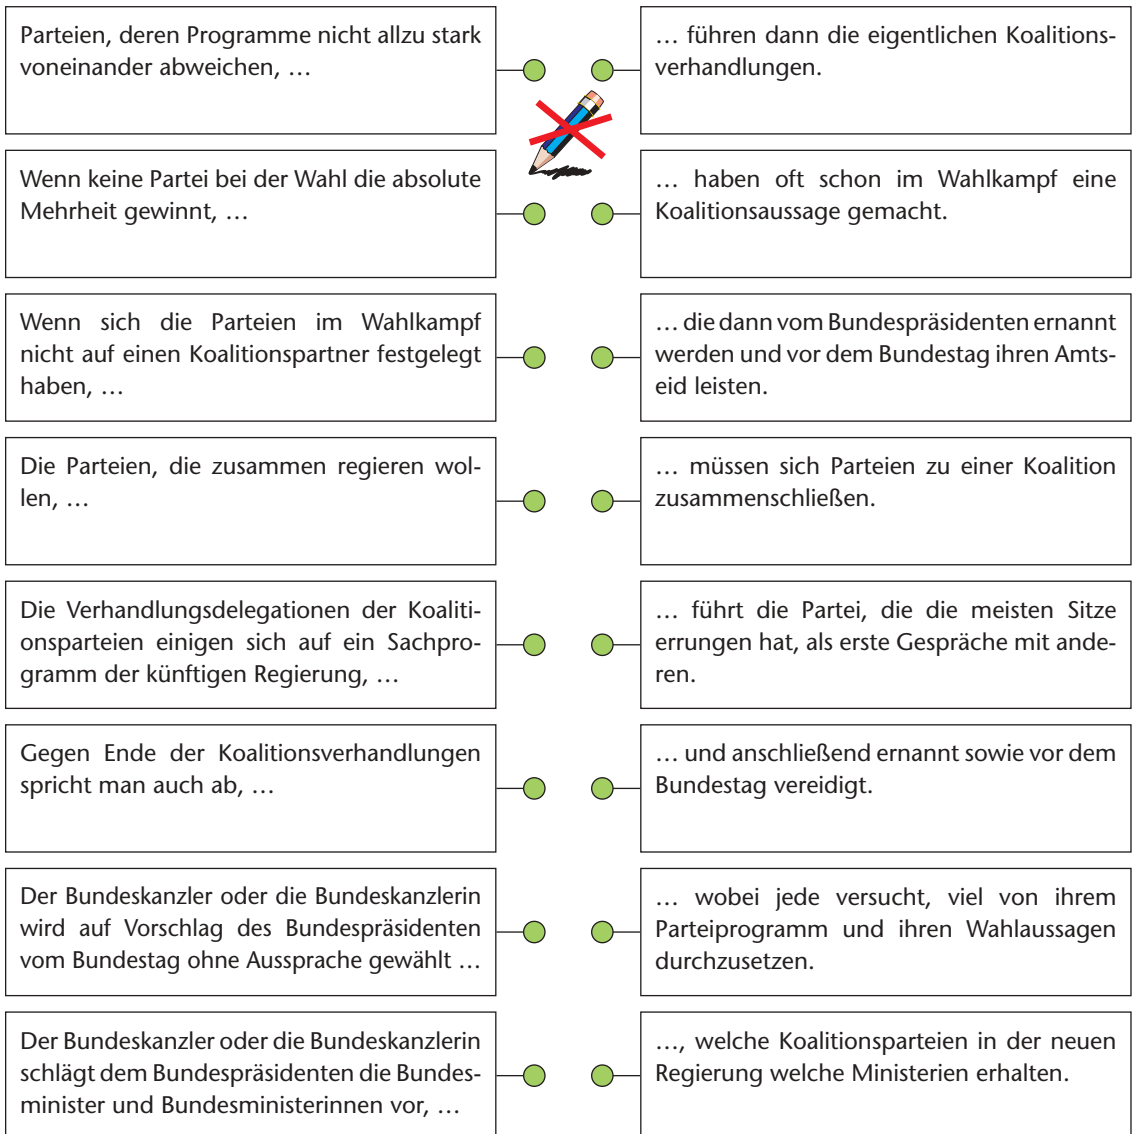 Parteien, deren Programme nicht allzu stark
voneinander abweichen, …
… führen dann die eigentlichen Koalitions-
verhandlungen.
Wenn keine Partei bei der Wahl die absolute
Mehrheit gewinnt, …
… haben oft schon im Wahlkampf eine
Koalitionsaussage gemacht.
Wenn sich die Parteien im Wahlkampf
nicht auf einen Koalitionspartner festgelegt
haben, …
… die dann vom Bundespräsidenten ernannt
werden und vor dem Bundestag ihren Amts-
eid leisten.
Die Parteien, die zusammen regieren wol-
len, …
… müssen sich Parteien zu einer Koalition
zusammenschließen.
Die Verhandlungsdelegationen der Koaliti-
onsparteien einigen sich auf ein Sachpro-
gramm der künftigen Regierung, …
… führt die Partei, die die meisten Sitze
errungen hat, als erste Gespräche mit ande-
ren.
Gegen Ende der Koalitionsverhandlungen
spricht man auch ab, …
… und anschließend ernannt sowie vor dem
Bundestag vereidigt.
Der Bundeskanzler oder die Bundeskanzlerin
wird auf Vorschlag des Bundespräsidenten
vom Bundestag ohne Aussprache gewählt …
… wobei jede versucht, viel von ihrem
Parteiprogramm und ihren Wahlaussagen
durchzusetzen.
Der Bundeskanzler oder die Bundeskanzlerin
schlägt dem Bundespräsidenten die Bundes-
minister und Bundesministerinnen vor, …
…, welche Koalitionsparteien in der neuen
Regierung welche Ministerien erhalten.